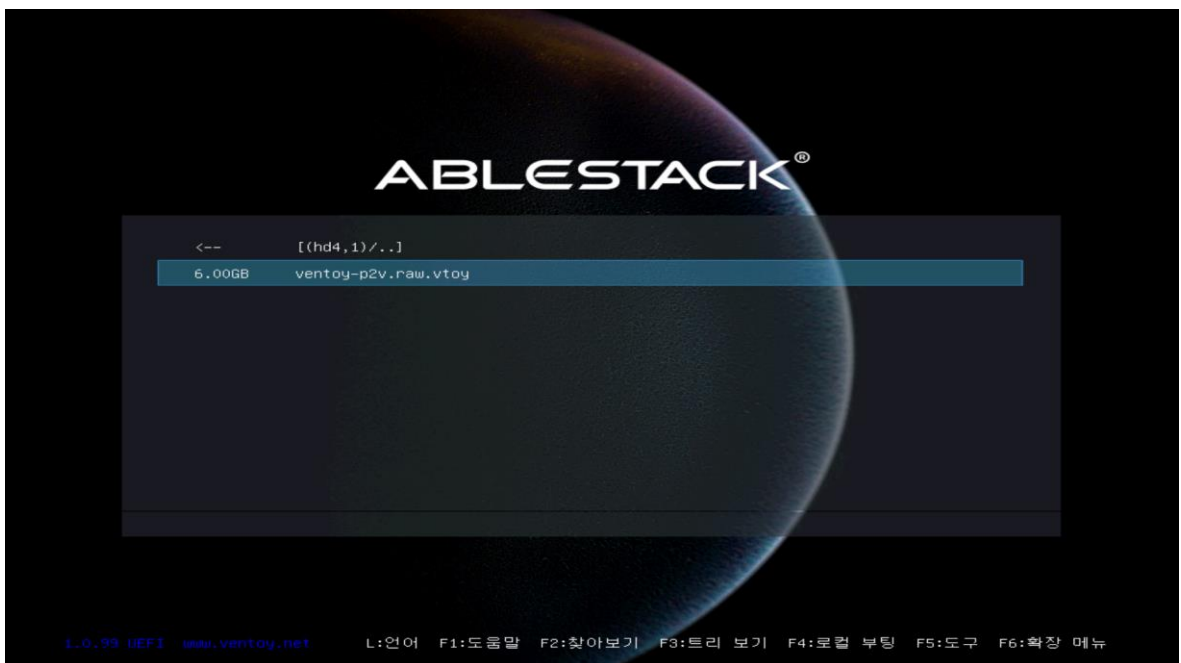 ABLESTACK®
<-- [(hd4,1)/..]
6.00GB ventoy-p2v.raw.vtoy
1.0.99 UEFI www.ventoy.net L:언어 F1:도움말 F2:찾아보기 F3:트리 보기 F4:로컬 부팅 F5:도구 F6:확장 메뉴